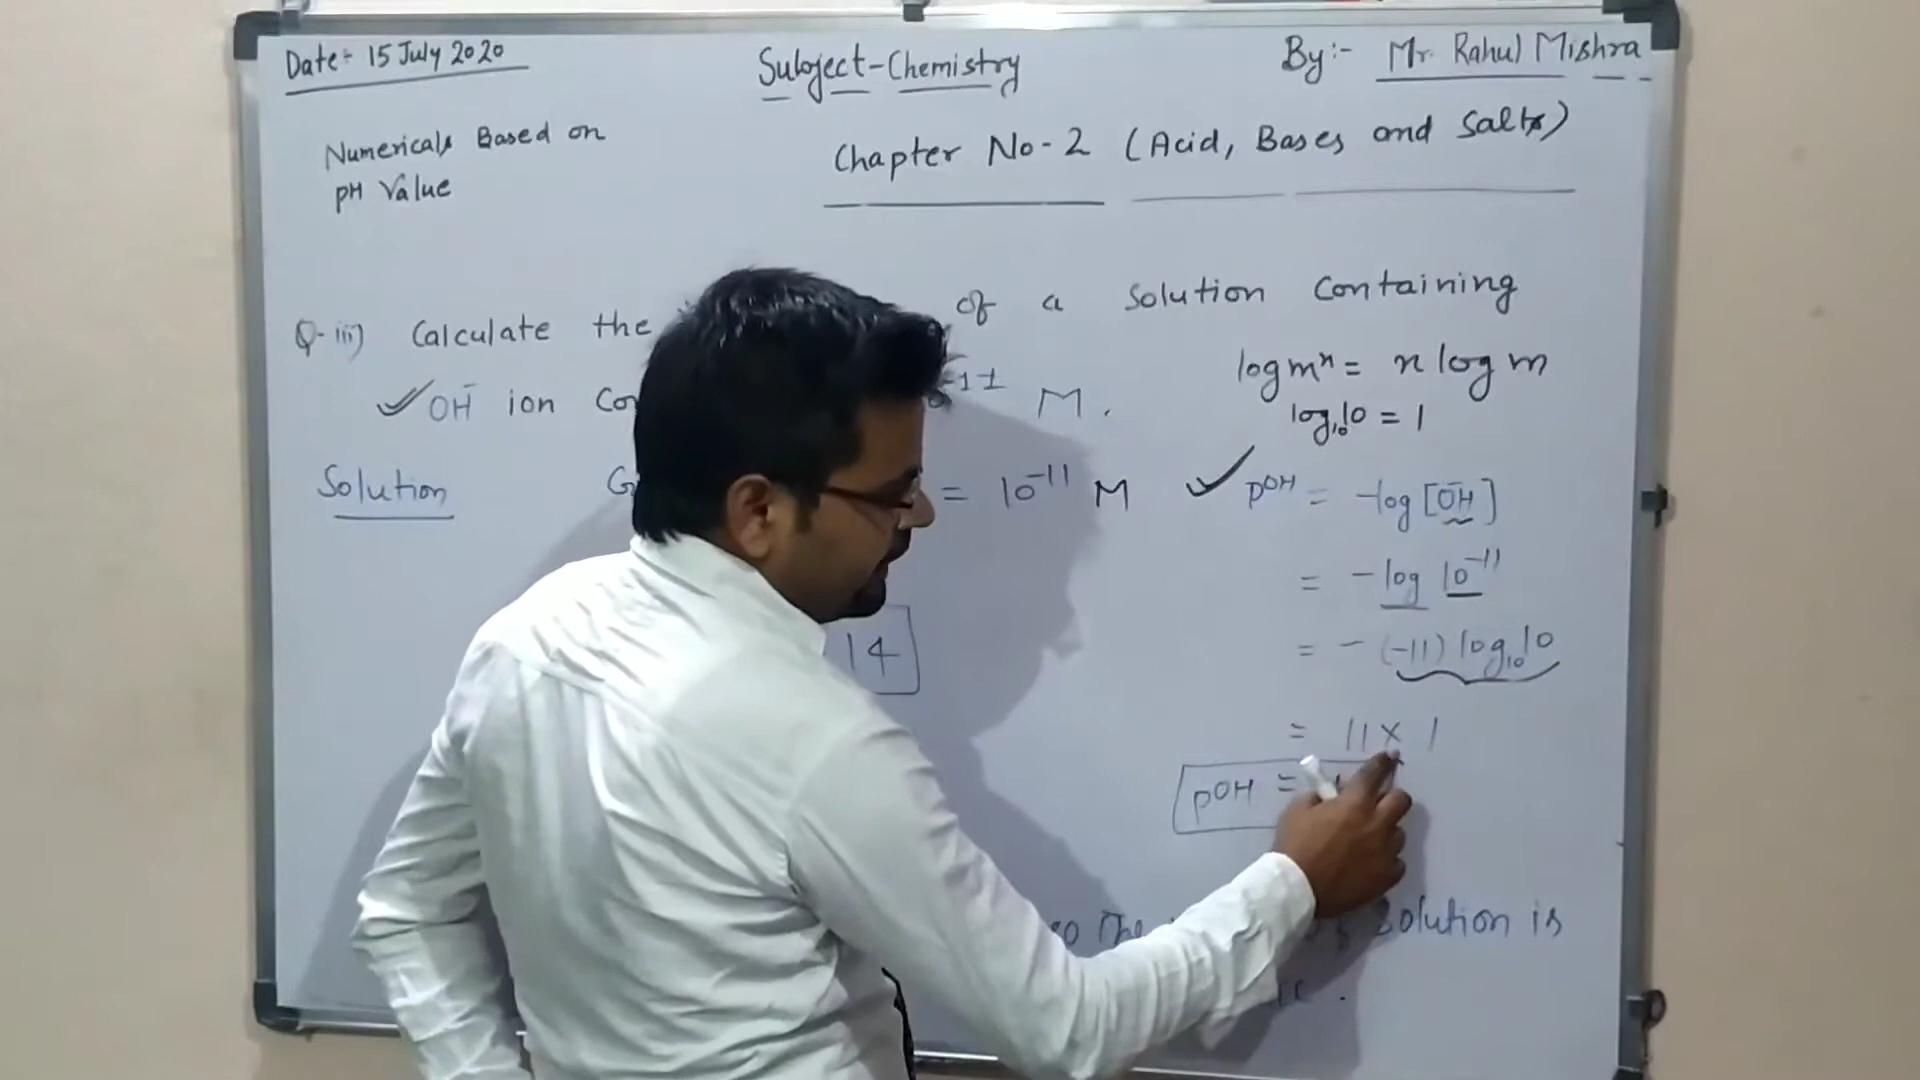 Date:- 15 July 2020
Subject-Chemistry
By:- Mr. Rahul Mishra
Numericals Based on
pH Value
Chapter No-2 (Acid, Bases and Salts)
Q-iii) Calculate the of a Solution Containing
OH⁻ ion M.
log mⁿ = n log m
log₁₀10 = 1
Solution = 10⁻¹¹ M
pOH = -log [OH⁻]
= -log 10⁻¹¹
= -(-11) log₁₀10
14
= 11 x 1
pOH =
so The solution is